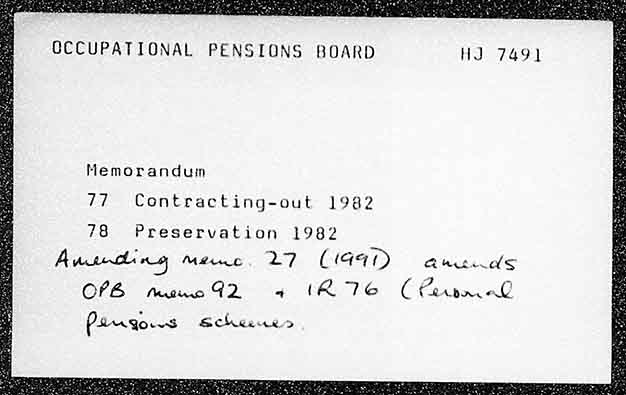 OCCUPATIONAL PENSIONS BOARD HJ 7491
Memorandum
77 Contracting-out 1982
78 Preservation 1982
Amending memo. 27 (1991) amends
OPB memo 92 + IR 76 (Personal
pensions schemes.